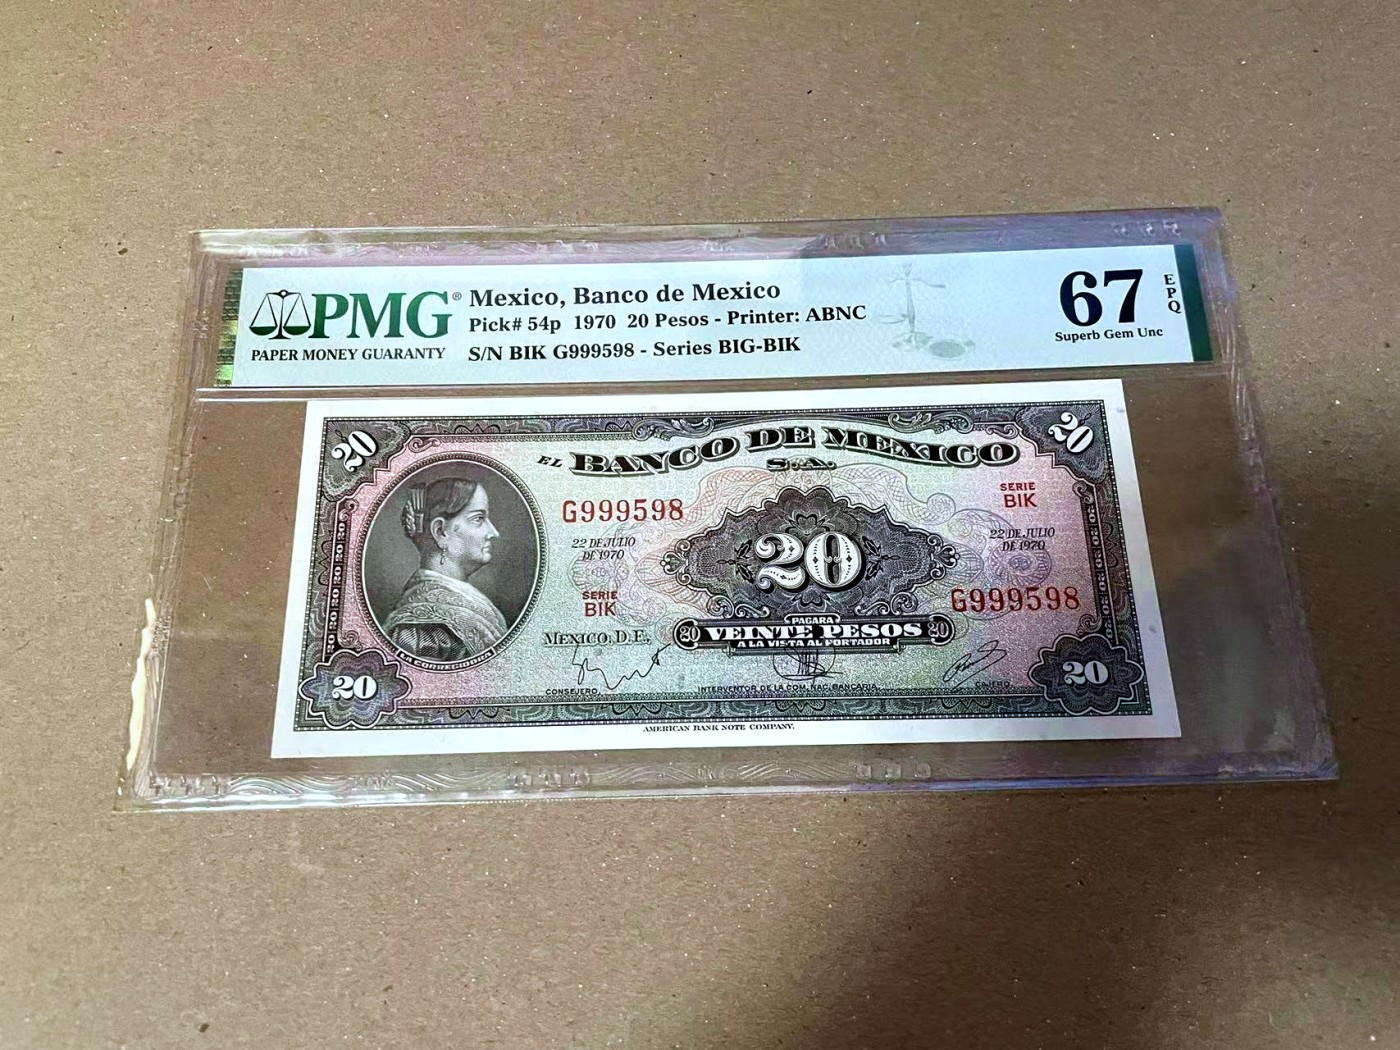 PMG®
PAPER MONEY GUARANTY
Mexico, Banco de Mexico
Pick# 54p 1970 20 Pesos - Printer: ABNC
S/N BIK G999598 - Series BIG-BIK
67
EPQ
Superb Gem Unc
20
20
EL BANCO DE MEXICO
S.A.
G999598
SERIE
BIK
22 DE JULIO
DE 1970
22 DE JULIO
DE 1970
20
SERIE
BIK
G999598
PAGARA
MEXICO, D.F.,
20 VEINTE PESOS 20
A LA VISTA AL PORTADOR
LA CORREGIDORA
20
20
CONSEJERO
INTERVENTOR DE LA COM. NAC. BANCARIA
CAJERO
AMERICAN BANK NOTE COMPANY.